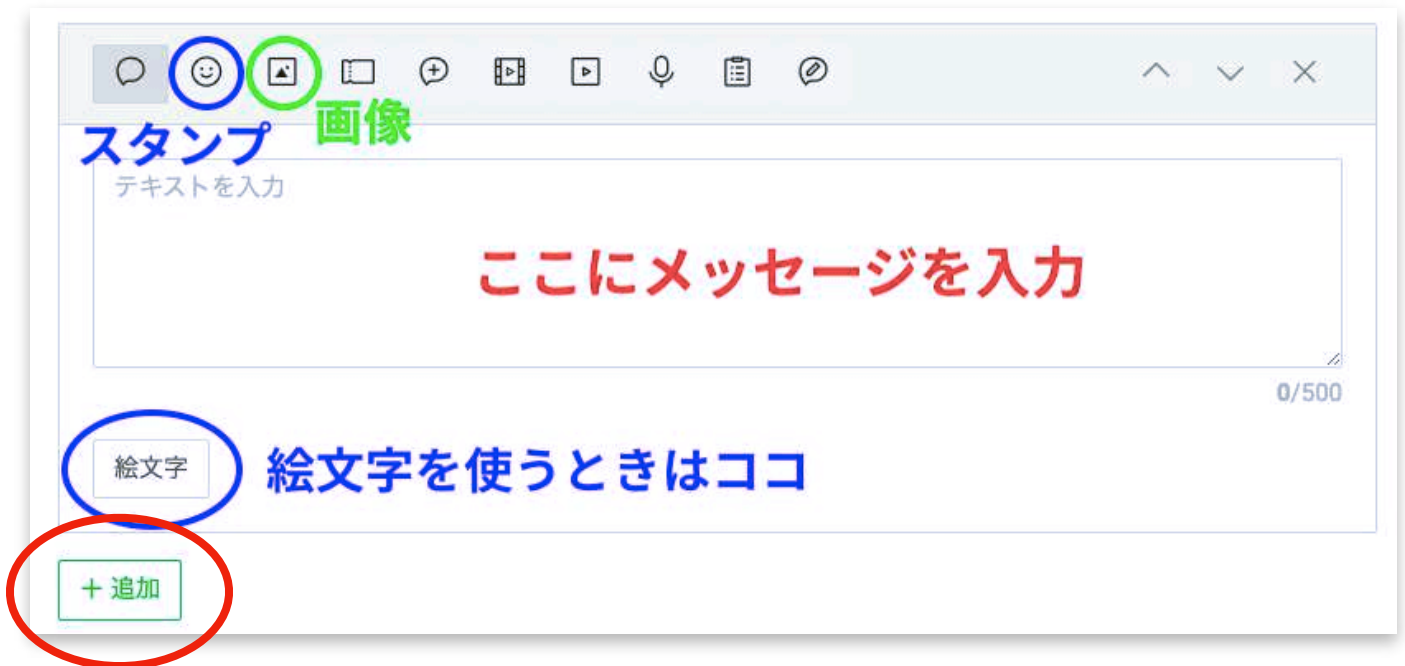 スタンプ
画像
テキストを入力
ここにメッセージを入力
0/500
絵文字
絵文字を使うときはココ
+ 追加